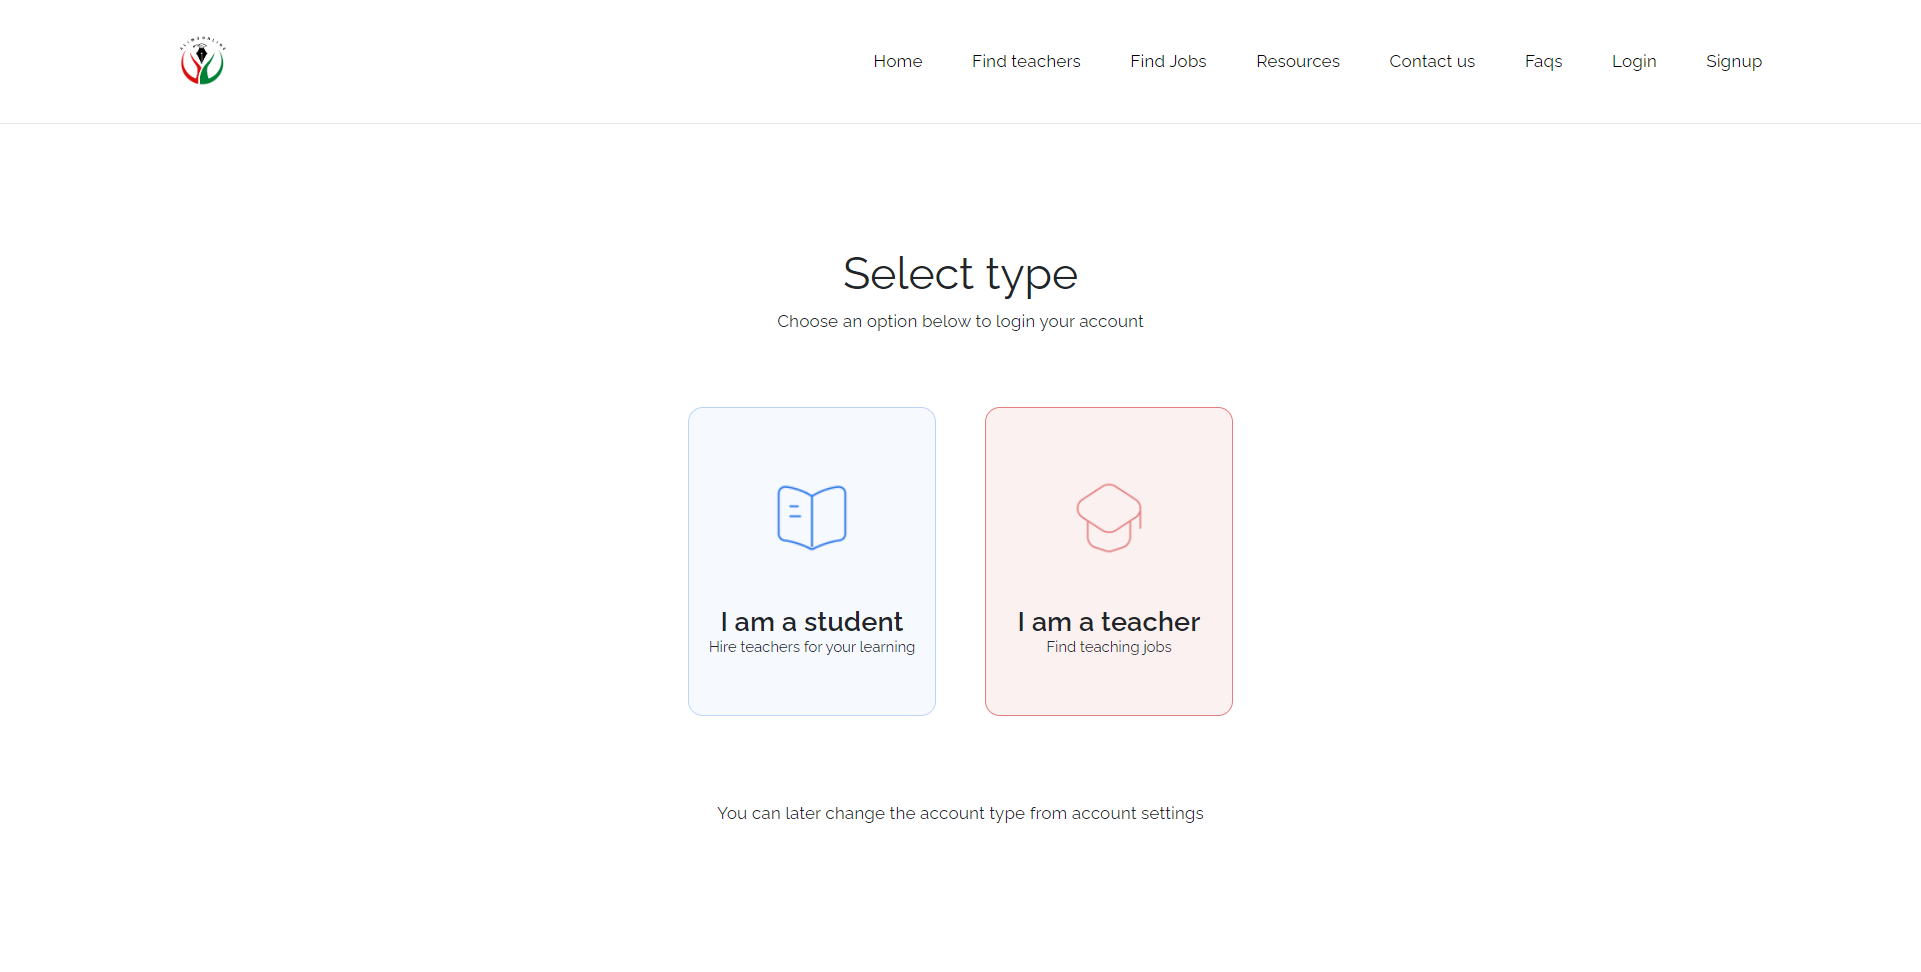 Home Find teachers Find Jobs Resources Contact us Faqs Login Signup
Select type
Choose an option below to login your account
I am a student
Hire teachers for your learning
I am a teacher
Find teaching jobs
You can later change the account type from account settings